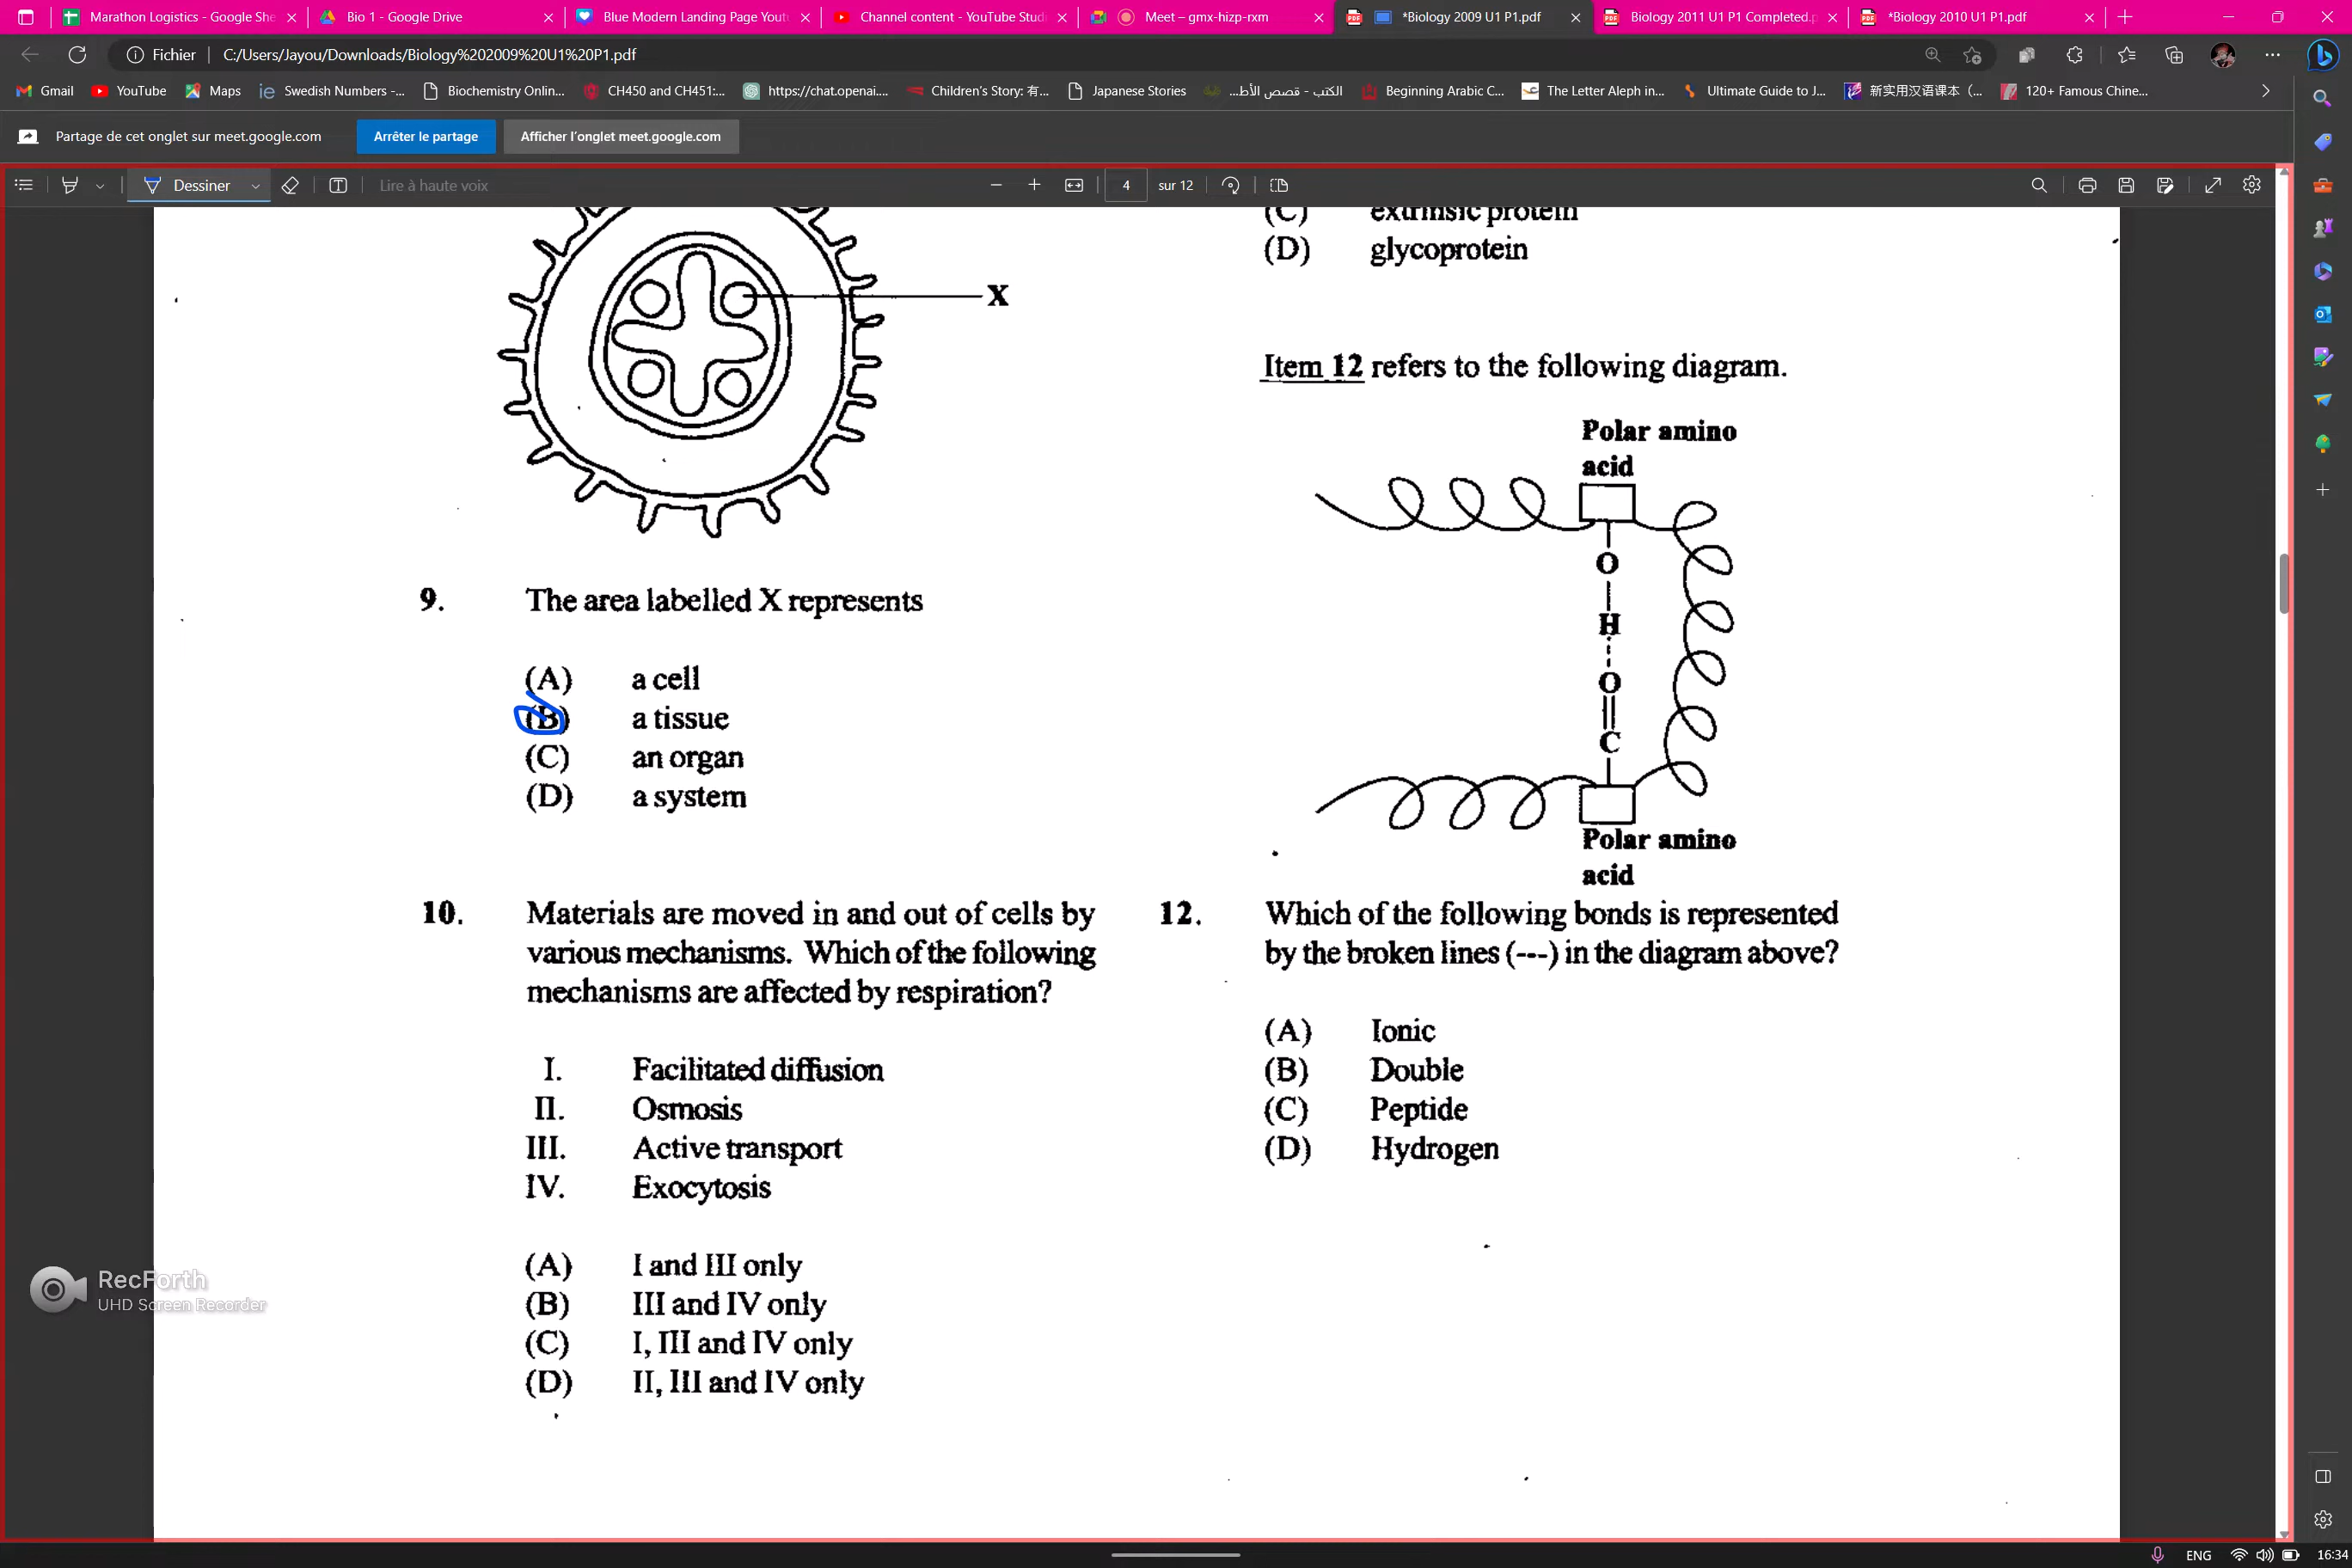 Marathon Logistics - Google She
Bio 1 - Google Drive
Blue Modern Landing Page Yout
Channel content - YouTube Studi
Meet – gmx-hizp-rxm
*Biology 2009 U1 P1.pdf
Biology 2011 U1 P1 Completed.p
*Biology 2010 U1 P1.pdf
Fichier
C:/Users/Jayou/Downloads/Biology%202009%20U1%20P1.pdf
Gmail
YouTube
Maps
Swedish Numbers -...
Biochemistry Onlin...
CH450 and CH451:...
https://chat.openai....
Children's Story: 有...
Japanese Stories
الكتب - قصص الأط...
Beginning Arabic C...
The Letter Aleph in...
Ultimate Guide to J...
新实用汉语课本（...
120+ Famous Chine...
Partage de cet onglet sur meet.google.com
Arrêter le partage
Afficher l'onglet meet.google.com
Dessiner
Lire à haute voix
4
sur 12
X
9. The area labelled X represents
(A) a cell
(B) a tissue
(C) an organ
(D) a system
10. Materials are moved in and out of cells by
various mechanisms. Which of the following
mechanisms are affected by respiration?
I. Facilitated diffusion
II. Osmosis
III. Active transport
IV. Exocytosis
(A) I and III only
(B) III and IV only
(C) I, III and IV only
(D) II, III and IV only
(C) extrinsic protein
(D) glycoprotein
Item 12 refers to the following diagram.
Polar amino
acid
O
H
O
C
Polar amino
acid
12. Which of the following bonds is represented
by the broken lines (---) in the diagram above?
(A) Ionic
(B) Double
(C) Peptide
(D) Hydrogen
RecForth
UHD Screen Recorder
ENG
16:34